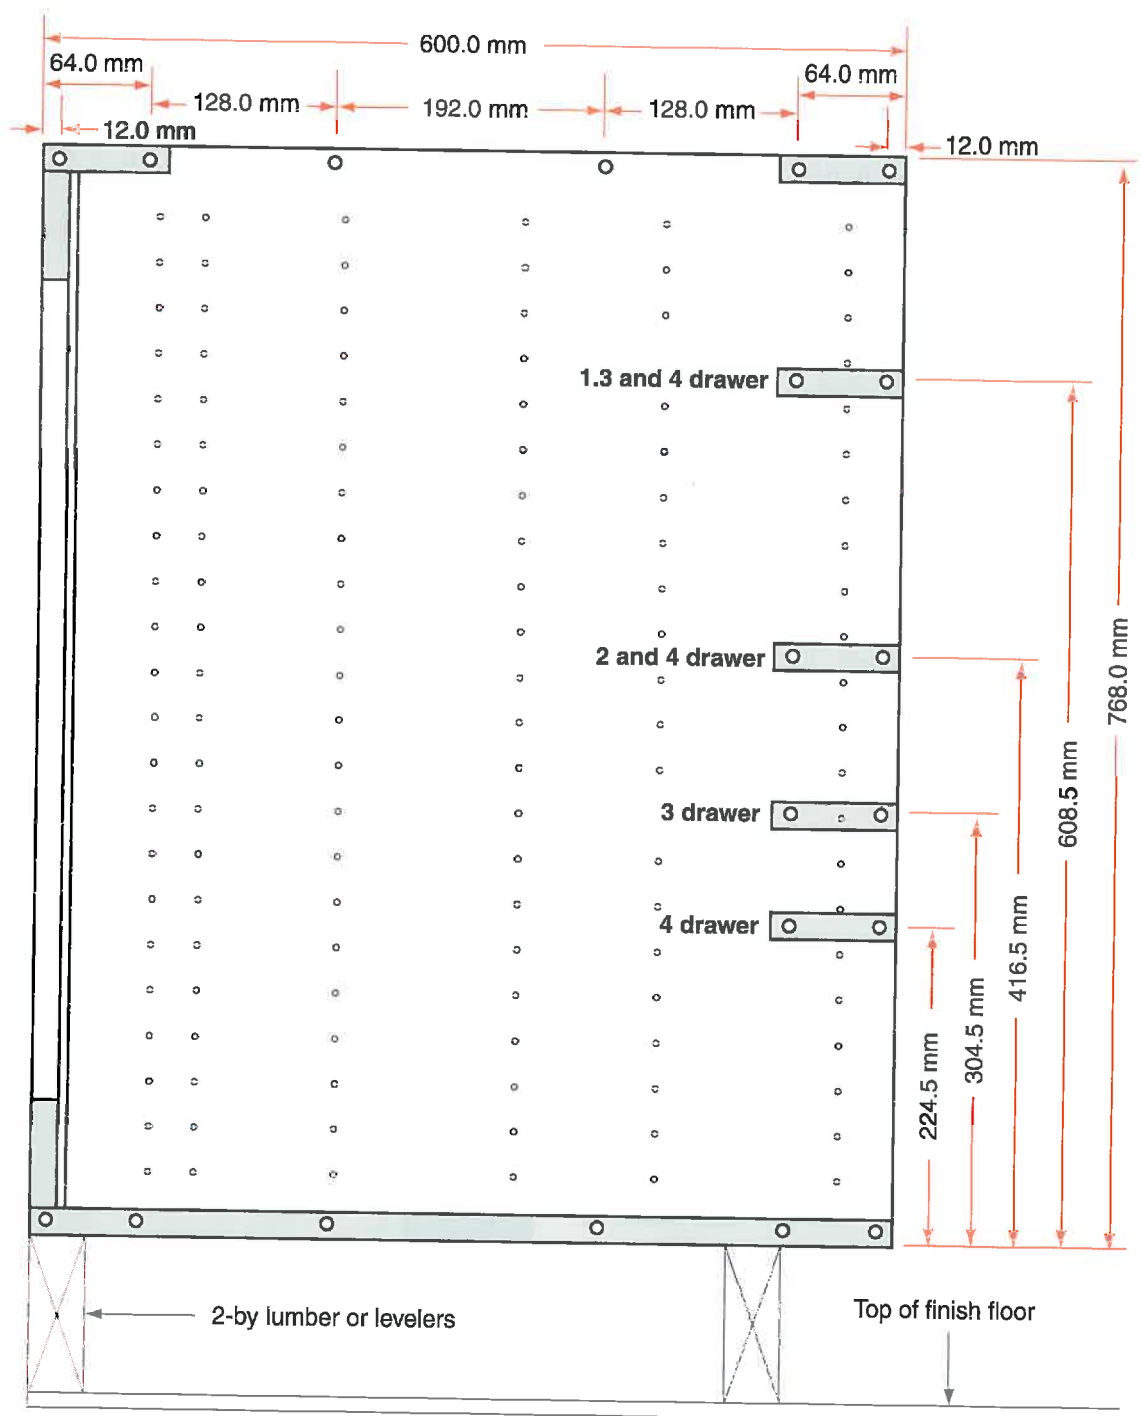 600.0 mm
64.0 mm
64.0 mm
128.0 mm
192.0 mm
128.0 mm
12.0 mm
12.0 mm
1.3 and 4 drawer
2 and 4 drawer
3 drawer
4 drawer
224.5 mm
304.5 mm
416.5 mm
608.5 mm
768.0 mm
2-by lumber or levelers
Top of finish floor